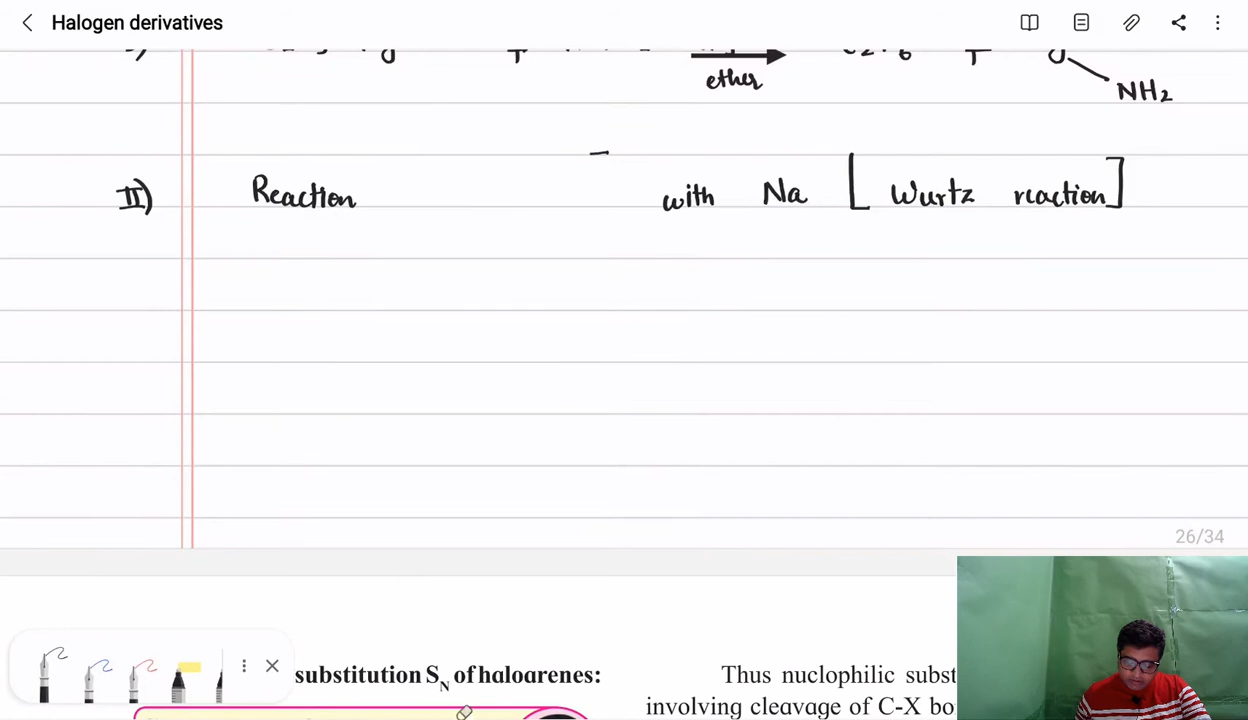 Halogen derivatives
ether
NH2
II) Reaction with Na [ Wurtz reaction]
26/34
substitution SN of haloarenes:
Thus nuclophilic subst
involving cleavage of C-X bo